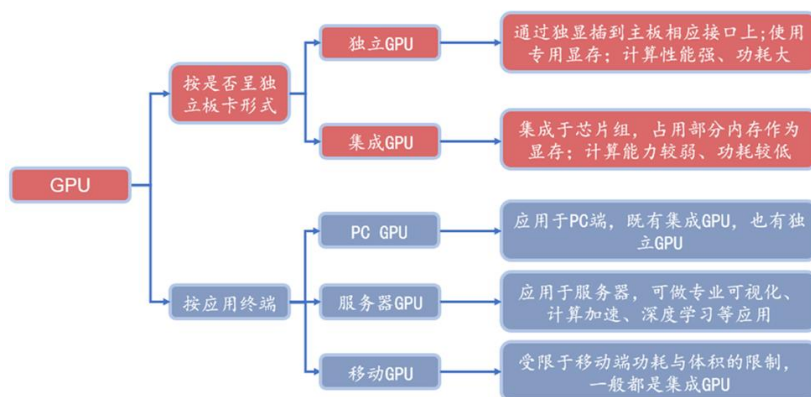 GPU
按是否呈独
立板卡形式
独立GPU
通过独显插到主板相应接口上;使用
专用显存；计算性能强、功耗大
集成GPU
集成于芯片组，占用部分内存作为
显存；计算能力较弱、功耗较低
按应用终端
PC GPU
应用于PC端，既有集成GPU，也有独
立GPU
服务器GPU
应用于服务器，可做专业可视化、
计算加速、深度学习等应用
移动GPU
受限于移动端功耗与体积的限制，
一般都是集成GPU